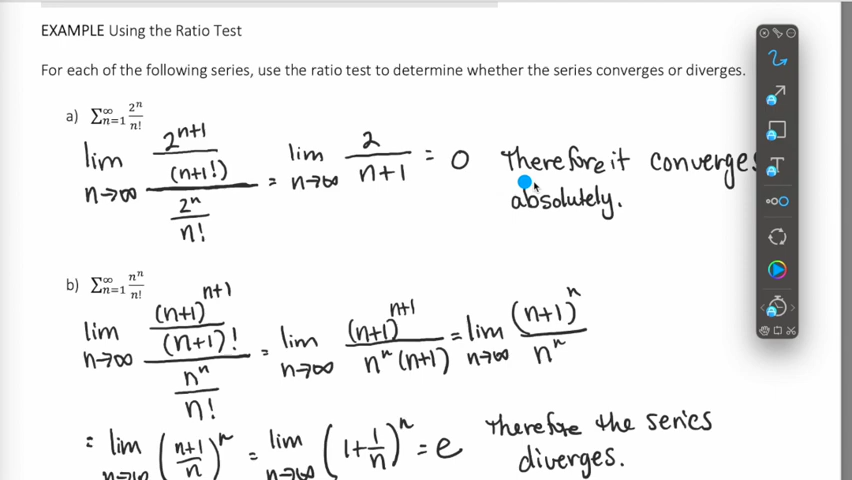 EXAMPLE Using the Ratio Test
For each of the following series, use the ratio test to determine whether the series converges or diverges.
a) ∑_{n=1}^{∞} 2^n/n!
lim_{n→∞} (2^{n+1}/(n+1!))/(2^n/n!) = lim_{n→∞} 2/(n+1) = 0 Therefore it converges
absolutely.
b) ∑_{n=1}^{∞} n^n/n!
lim_{n→∞} ((n+1)^{n+1}/(n+1)!)/(n^n/n!) = lim_{n→∞} (n+1)^{n+1}/(n^n(n+1)) = lim_{n→∞} (n+1)^n/n^n
= lim_{n→∞} ((n+1)/n)^n = lim_{n→∞} (1+1/n)^n = e Therefore the series
diverges.